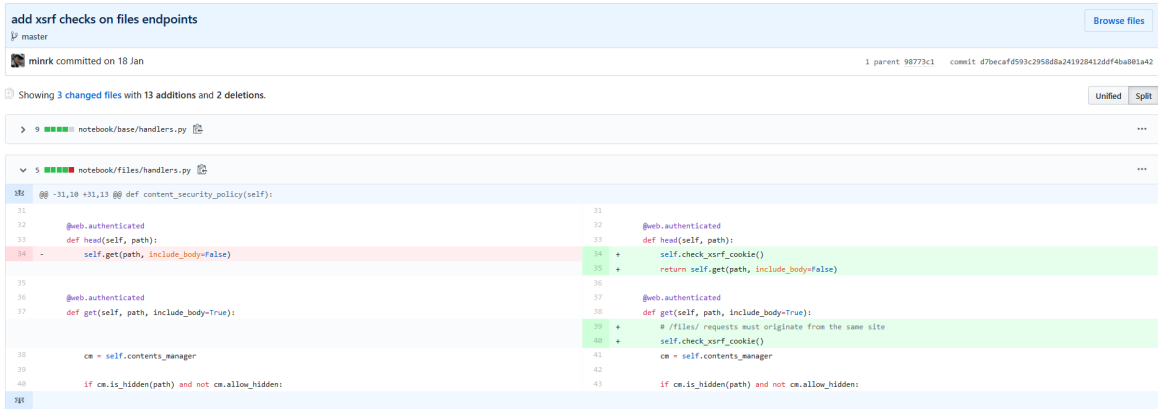 add xsrf checks on files endpoints
Browse files
master
minrk committed on 18 Jan
1 parent 98773c1 commit d7becafd593c2958d8a241928412ddf4ba801a42
Showing 3 changed files with 13 additions and 2 deletions.
Unified Split
9 notebook/base/handlers.py
5 notebook/files/handlers.py
@@ -31,10 +31,13 @@ def content_security_policy(self):
31 31
32 @web.authenticated 32 @web.authenticated
33 def head(self, path): 33 def head(self, path):
34 - self.get(path, include_body=False) 34 + self.check_xsrf_cookie()
35 + return self.get(path, include_body=False)
35 36
36 @web.authenticated 37 @web.authenticated
37 def get(self, path, include_body=True): 38 def get(self, path, include_body=True):
39 + # /files/ requests must originate from the same site
40 + self.check_xsrf_cookie()
38 cm = self.contents_manager 41 cm = self.contents_manager
39 42
40 if cm.is_hidden(path) and not cm.allow_hidden: 43 if cm.is_hidden(path) and not cm.allow_hidden: